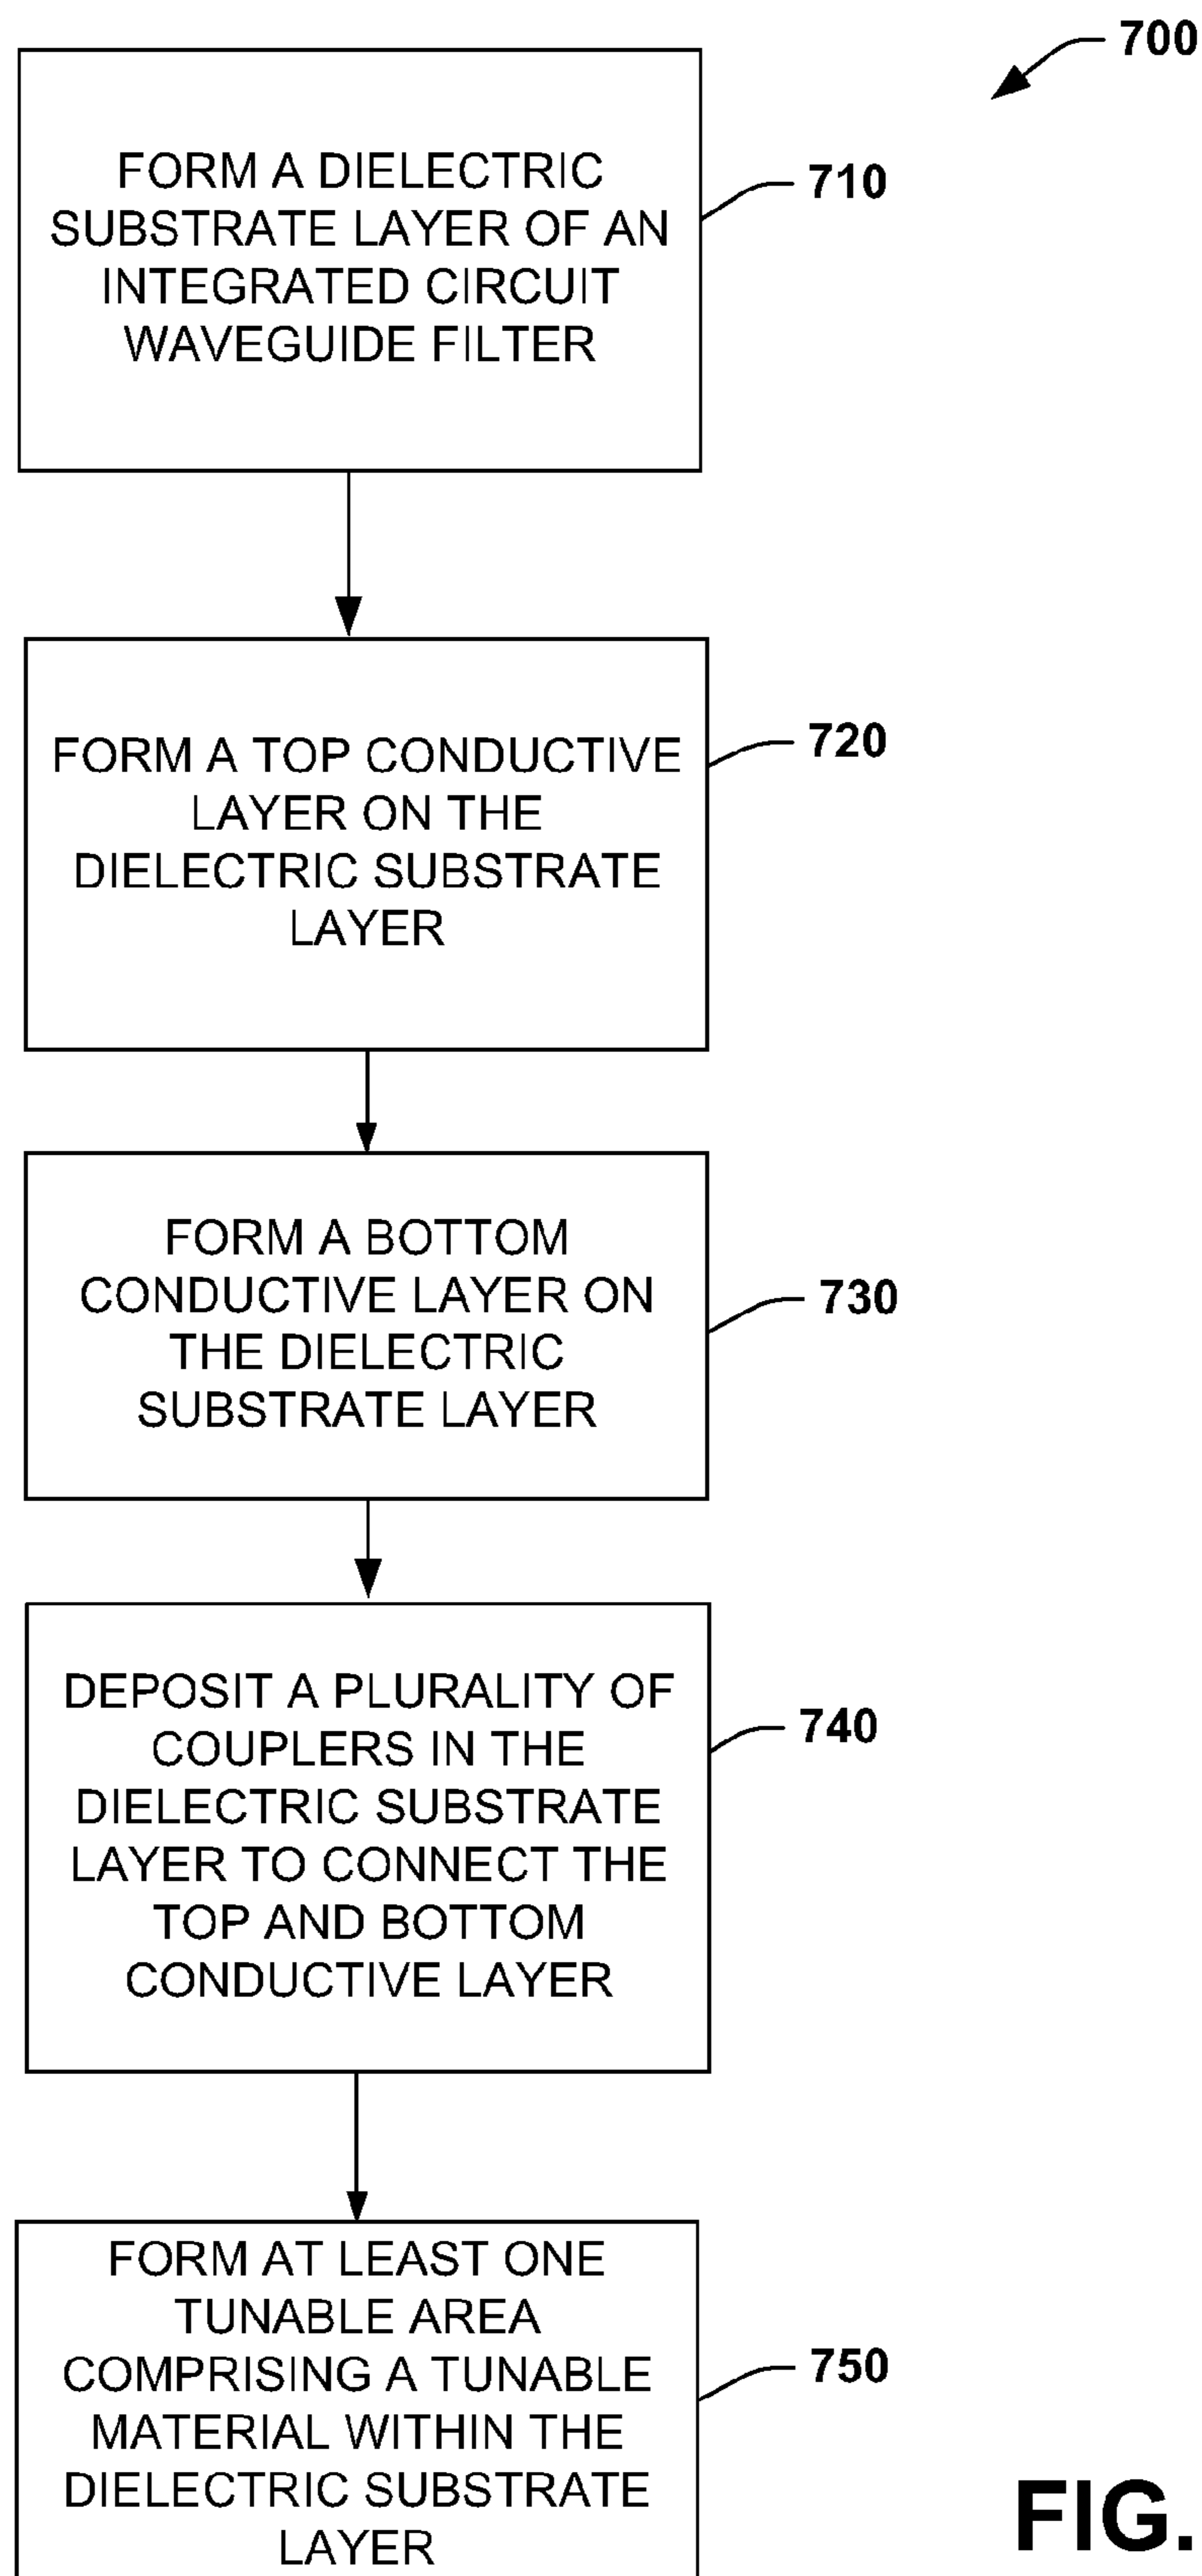 700
FORM A DIELECTRIC
SUBSTRATE LAYER OF AN
INTEGRATED CIRCUIT
WAVEGUIDE FILTER
710
FORM A TOP CONDUCTIVE
LAYER ON THE
DIELECTRIC SUBSTRATE
LAYER
720
FORM A BOTTOM
CONDUCTIVE LAYER ON
THE DIELECTRIC
SUBSTRATE LAYER
730
DEPOSIT A PLURALITY OF
COUPLERS IN THE
DIELECTRIC SUBSTRATE
LAYER TO CONNECT THE
TOP AND BOTTOM
CONDUCTIVE LAYER
740
FORM AT LEAST ONE
TUNABLE AREA
COMPRISING A TUNABLE
MATERIAL WITHIN THE
DIELECTRIC SUBSTRATE
LAYER
750
FIG.